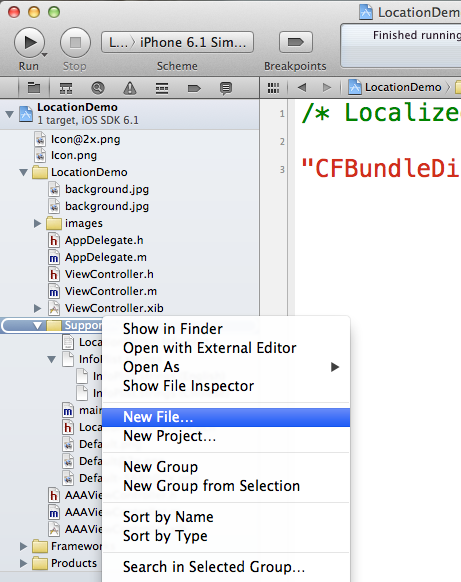 LocationDem
Run
Stop
L... iPhone 6.1 Sim...
Scheme
Breakpoints
Finished running
LocationDemo
1 target, iOS SDK 6.1
LocationDemo
Icon@2x.png
Icon.png
LocationDemo
background.jpg
background.jpg
images
AppDelegate.h
AppDelegate.m
ViewController.h
ViewController.m
ViewController.xib
Suppor
Loca
InfoI
In
In
main
Loca
Defa
Defa
Defa
AAAVie
AAAVie
AAAVie
Framewor
Products
1
/* Localize
2
3
"CFBundleDi
Show in Finder
Open with External Editor
Open As
Show File Inspector
New File...
New Project...
New Group
New Group from Selection
Sort by Name
Sort by Type
Search in Selected Group...